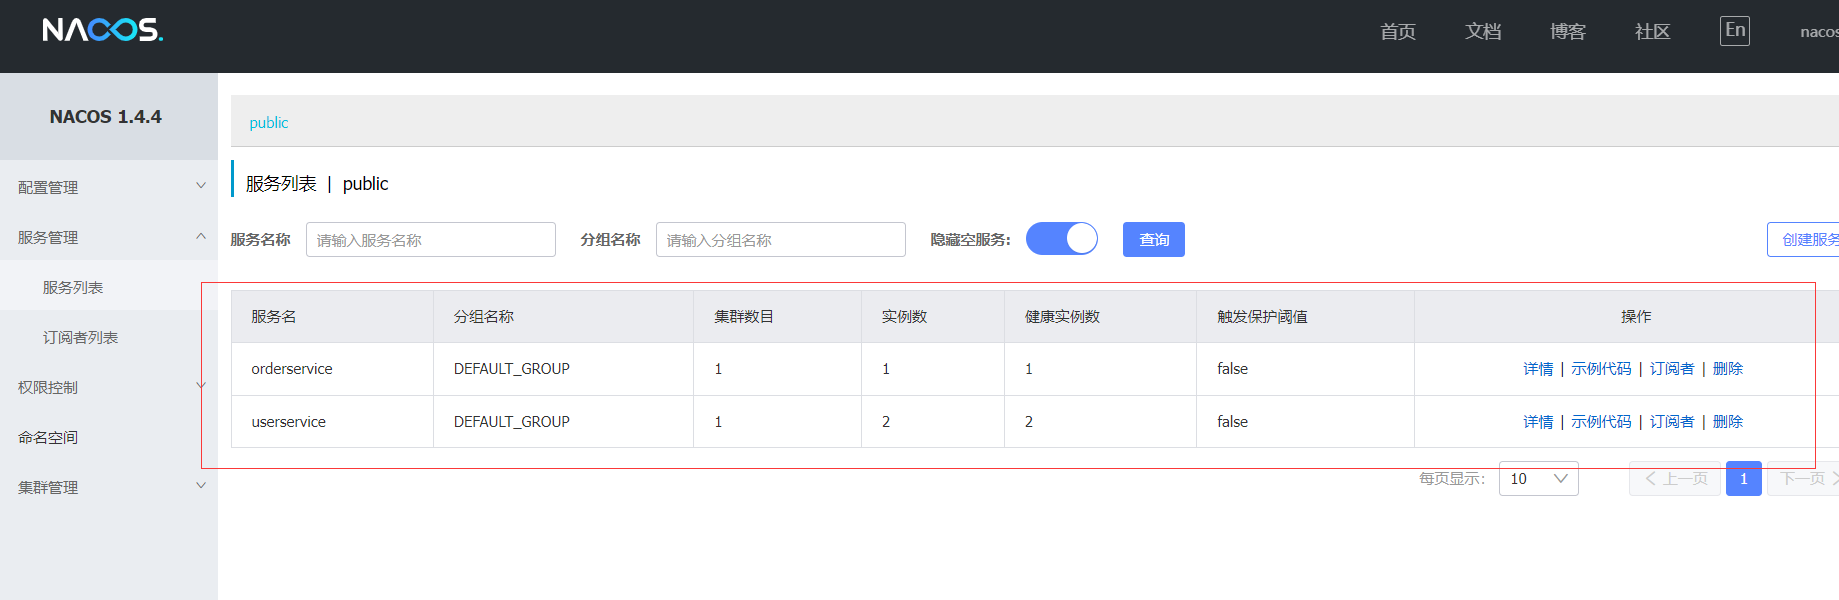 NACOS.
首页 文档 博客 社区 En nacos
NACOS 1.4.4
配置管理
服务管理
服务列表
订阅者列表
权限控制
命名空间
集群管理
public
服务列表 | public
服务名称 请输入服务名称 分组名称 请输入分组名称 隐藏空服务: 查询 创建服务
服务名 分组名称 集群数目 实例数 健康实例数 触发保护阈值 操作
orderservice DEFAULT_GROUP 1 1 1 false 详情 | 示例代码 | 订阅者 | 删除
userservice DEFAULT_GROUP 1 2 2 false 详情 | 示例代码 | 订阅者 | 删除
每页显示: 10 上一页 1 下一页